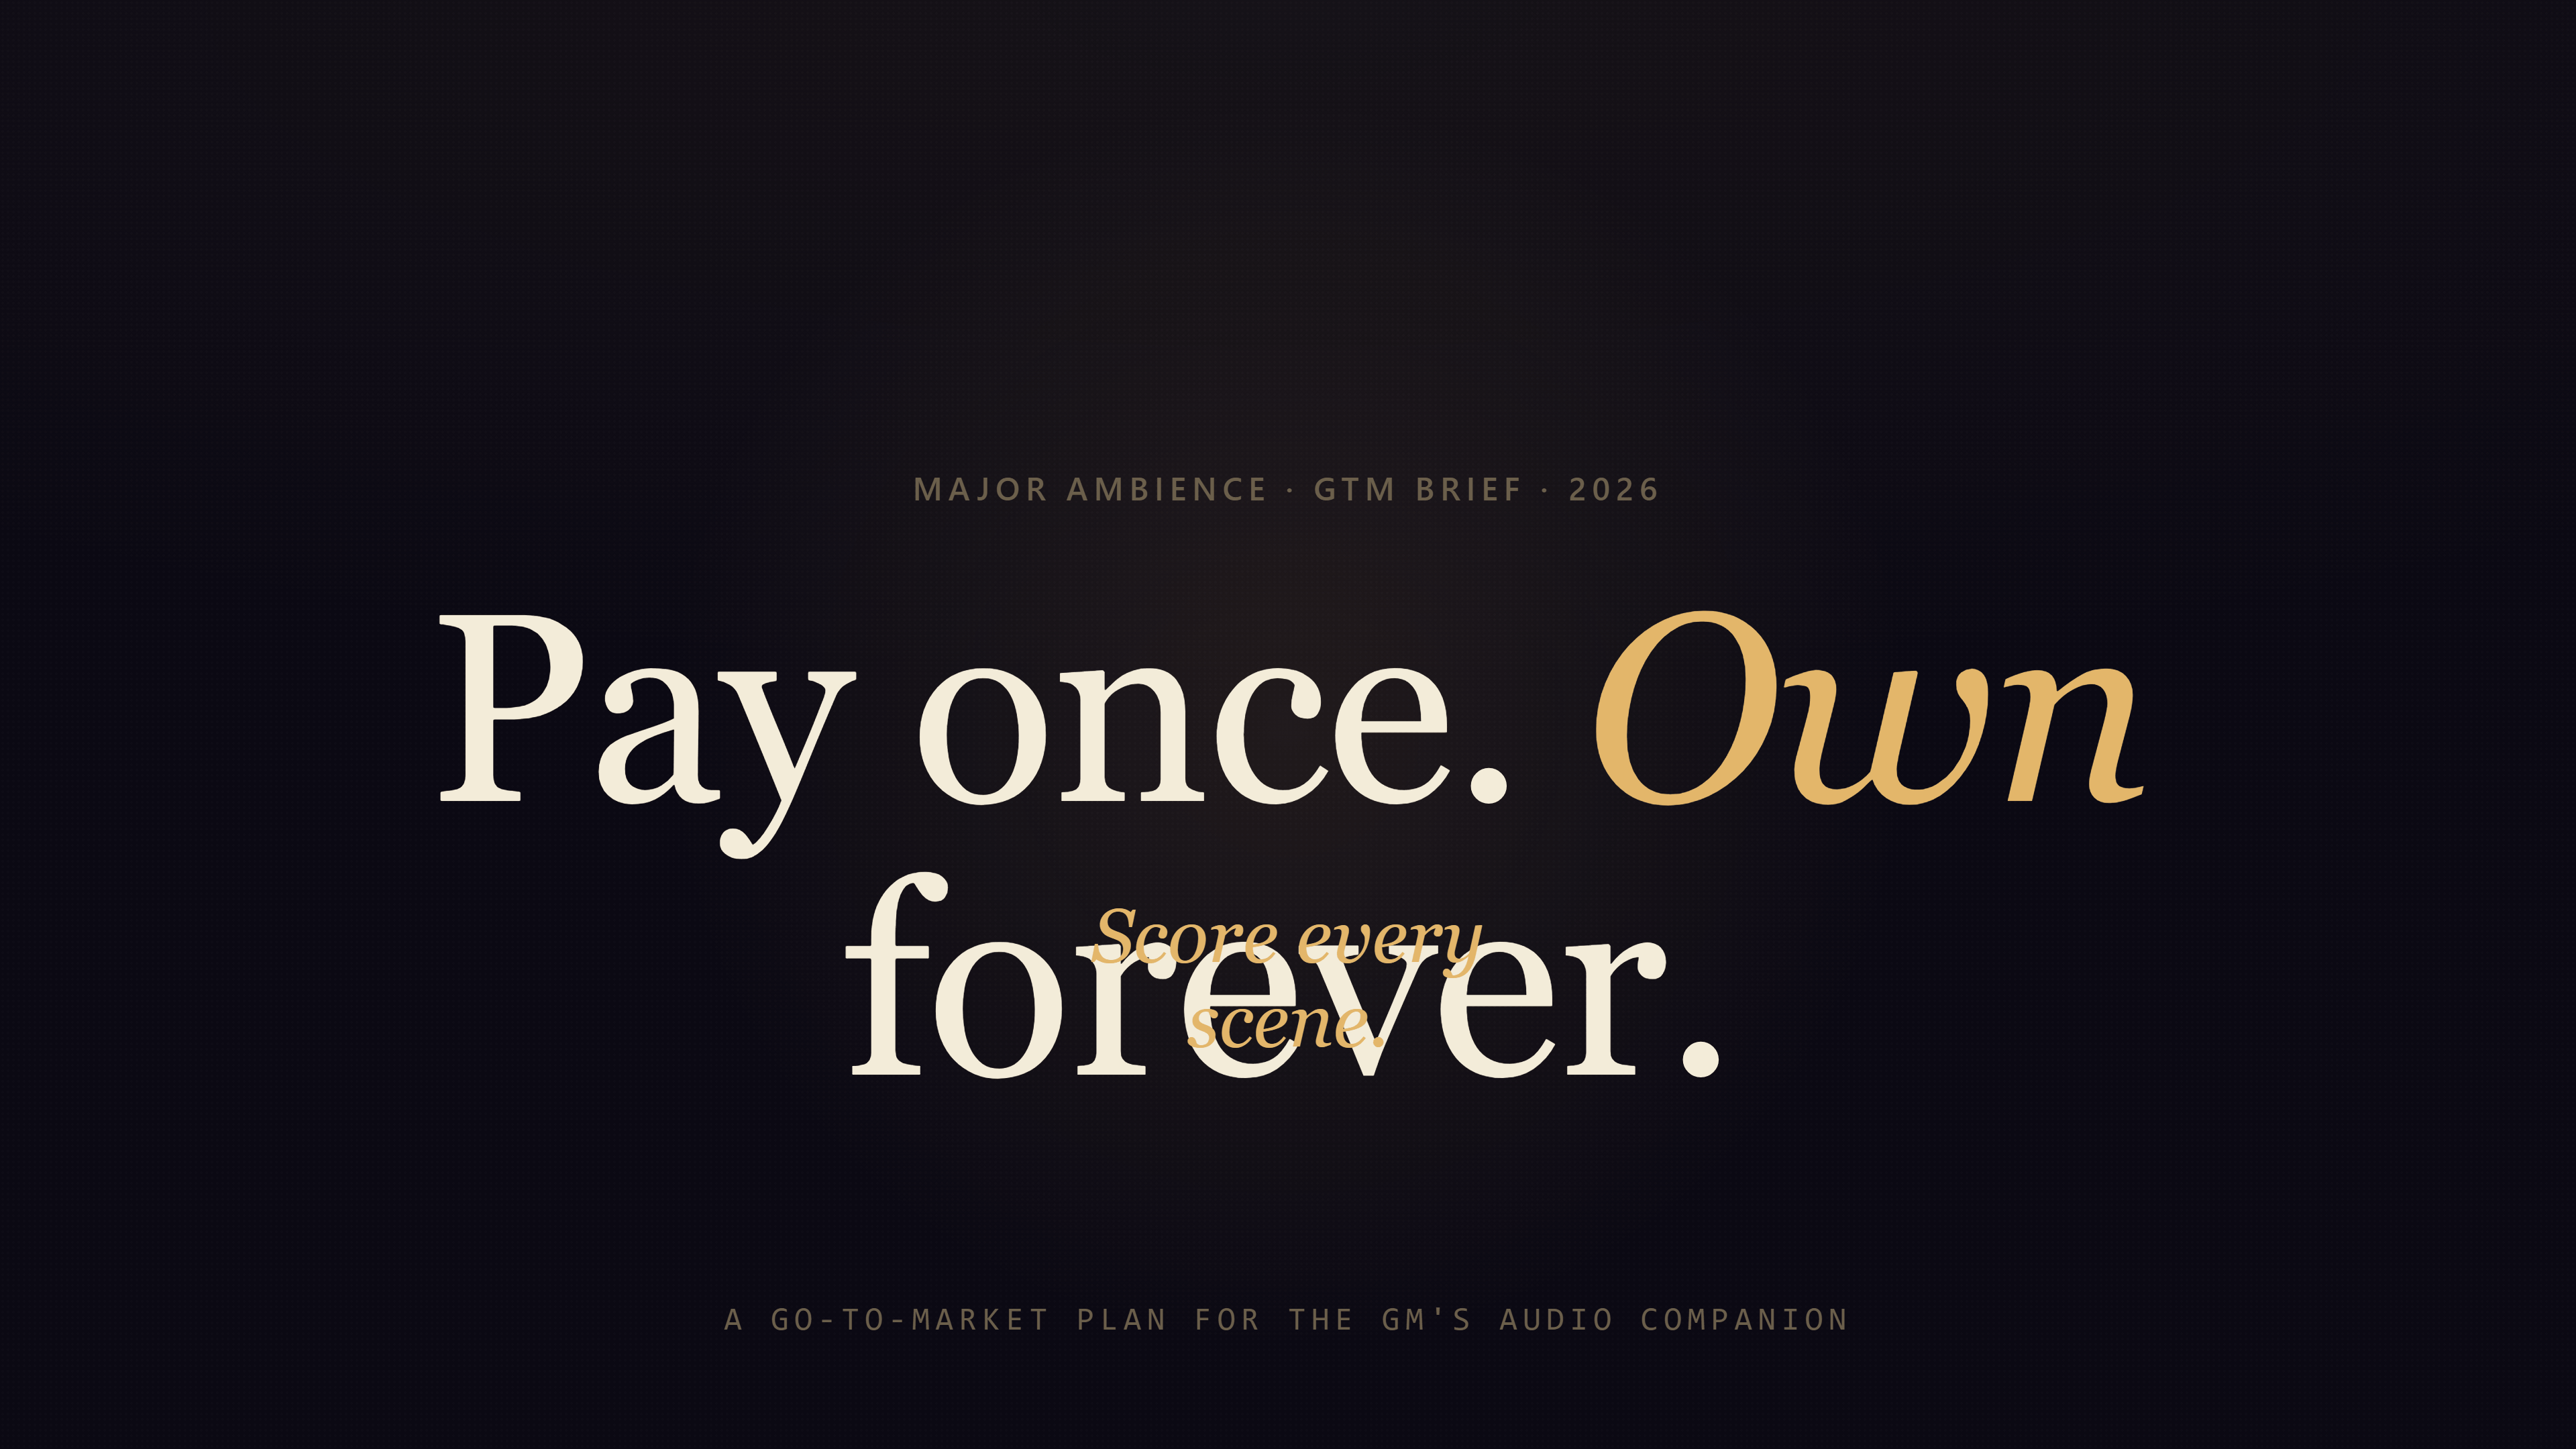 MAJOR AMBIENCE · GTM BRIEF · 2026
Pay once. Own
forever.
Score every
scene.
A GO-TO-MARKET PLAN FOR THE GM'S AUDIO COMPANION